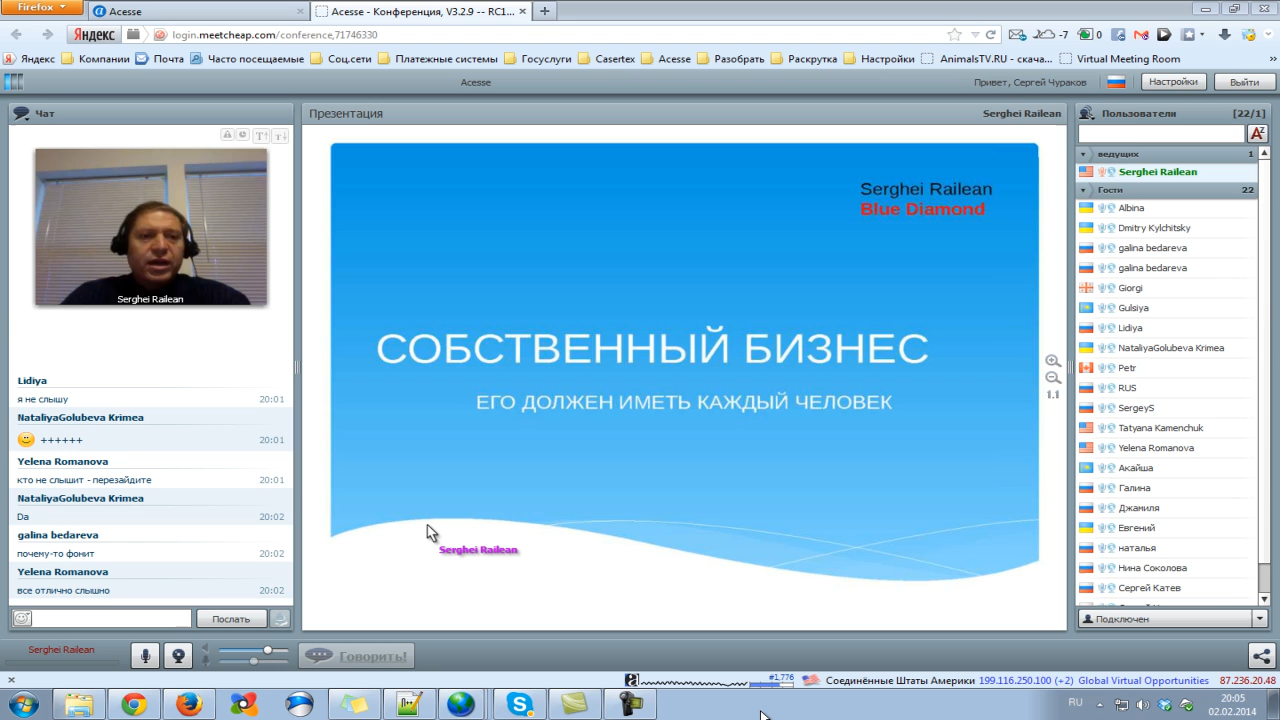 Firefox
Acesse
Acesse - Конференция, V3.2.9 -- RC1...
Яндекс
login.meetcheap.com/conference,71746330
-7
0
Яндекс
Компании
Почта
Часто посещаемые
Соц.сети
Платежные системы
Госуслуги
Casertex
Acesse
Разобрать
Раскрутка
Настройки
AnimalsTV.RU - скача...
Virtual Meeting Room
Acesse
Привет, Сергей Чураков
Настройки
Выйти
Чат
Serghei Railean
Lidiya
я не слышу 20:01
NataliyaGolubeva Krimea
++++++ 20:01
Yelena Romanova
кто не слышит - перезайдите 20:01
NataliyaGolubeva Krimea
Da 20:02
galina bedareva
почему-то фонит 20:02
Yelena Romanova
все отлично слышно 20:02
Послать
Презентация
Serghei Railean
Serghei Railean
Blue Diamond
СОБСТВЕННЫЙ БИЗНЕС
ЕГО ДОЛЖЕН ИМЕТЬ КАЖДЫЙ ЧЕЛОВЕК
Serghei Railean
1.1
Пользователи [22/1]
ведущих 1
Serghei Railean
Гости 22
Albina
Dmitry Kylchitsky
galina bedareva
galina bedareva
Giorgi
Gulsiya
Lidiya
NataliyaGolubeva Krimea
Petr
RUS
SergeyS
Tatyana Kamenchuk
Yelena Romanova
Акайша
Галина
Джамиля
Евгений
наталья
Нина Соколова
Сергей Катев
Подключен
Serghei Railean
Говорить!
#1,776
Соединённые Штаты Америки
199.116.250.100 (+2)
Global Virtual Opportunities
87.236.20.48
RU
20:05
02.02.2014